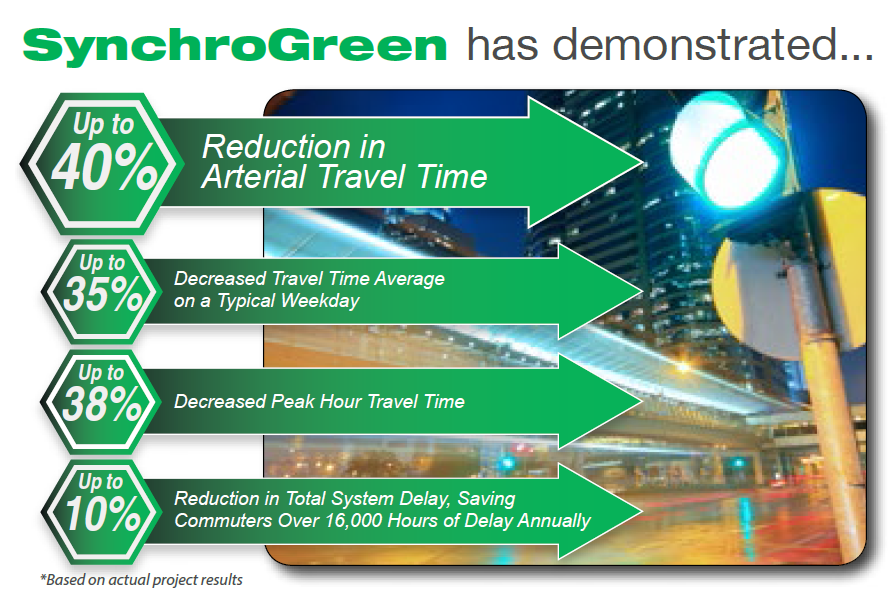 SynchroGreen has demonstrated...
Up to
40%
Reduction in
Arterial Travel Time
Up to
35%
Decreased Travel Time Average
on a Typical Weekday
Up to
38%
Decreased Peak Hour Travel Time
Up to
10%
Reduction in Total System Delay, Saving
Commuters Over 16,000 Hours of Delay Annually
*Based on actual project results